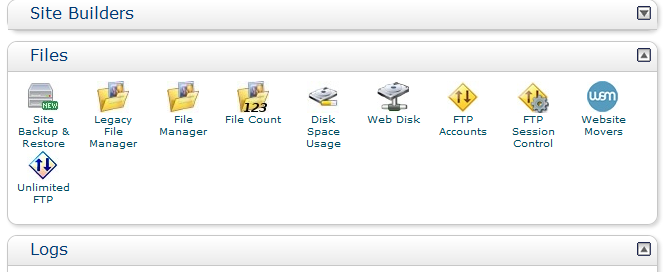 Site Builders
Files
NEW
Site
Backup &
Restore
Legacy
File
Manager
File
Manager
123
File Count
Disk
Space
Usage
Web Disk
FTP
Accounts
FTP
Session
Control
wsm
Website
Movers
Unlimited
FTP
Logs